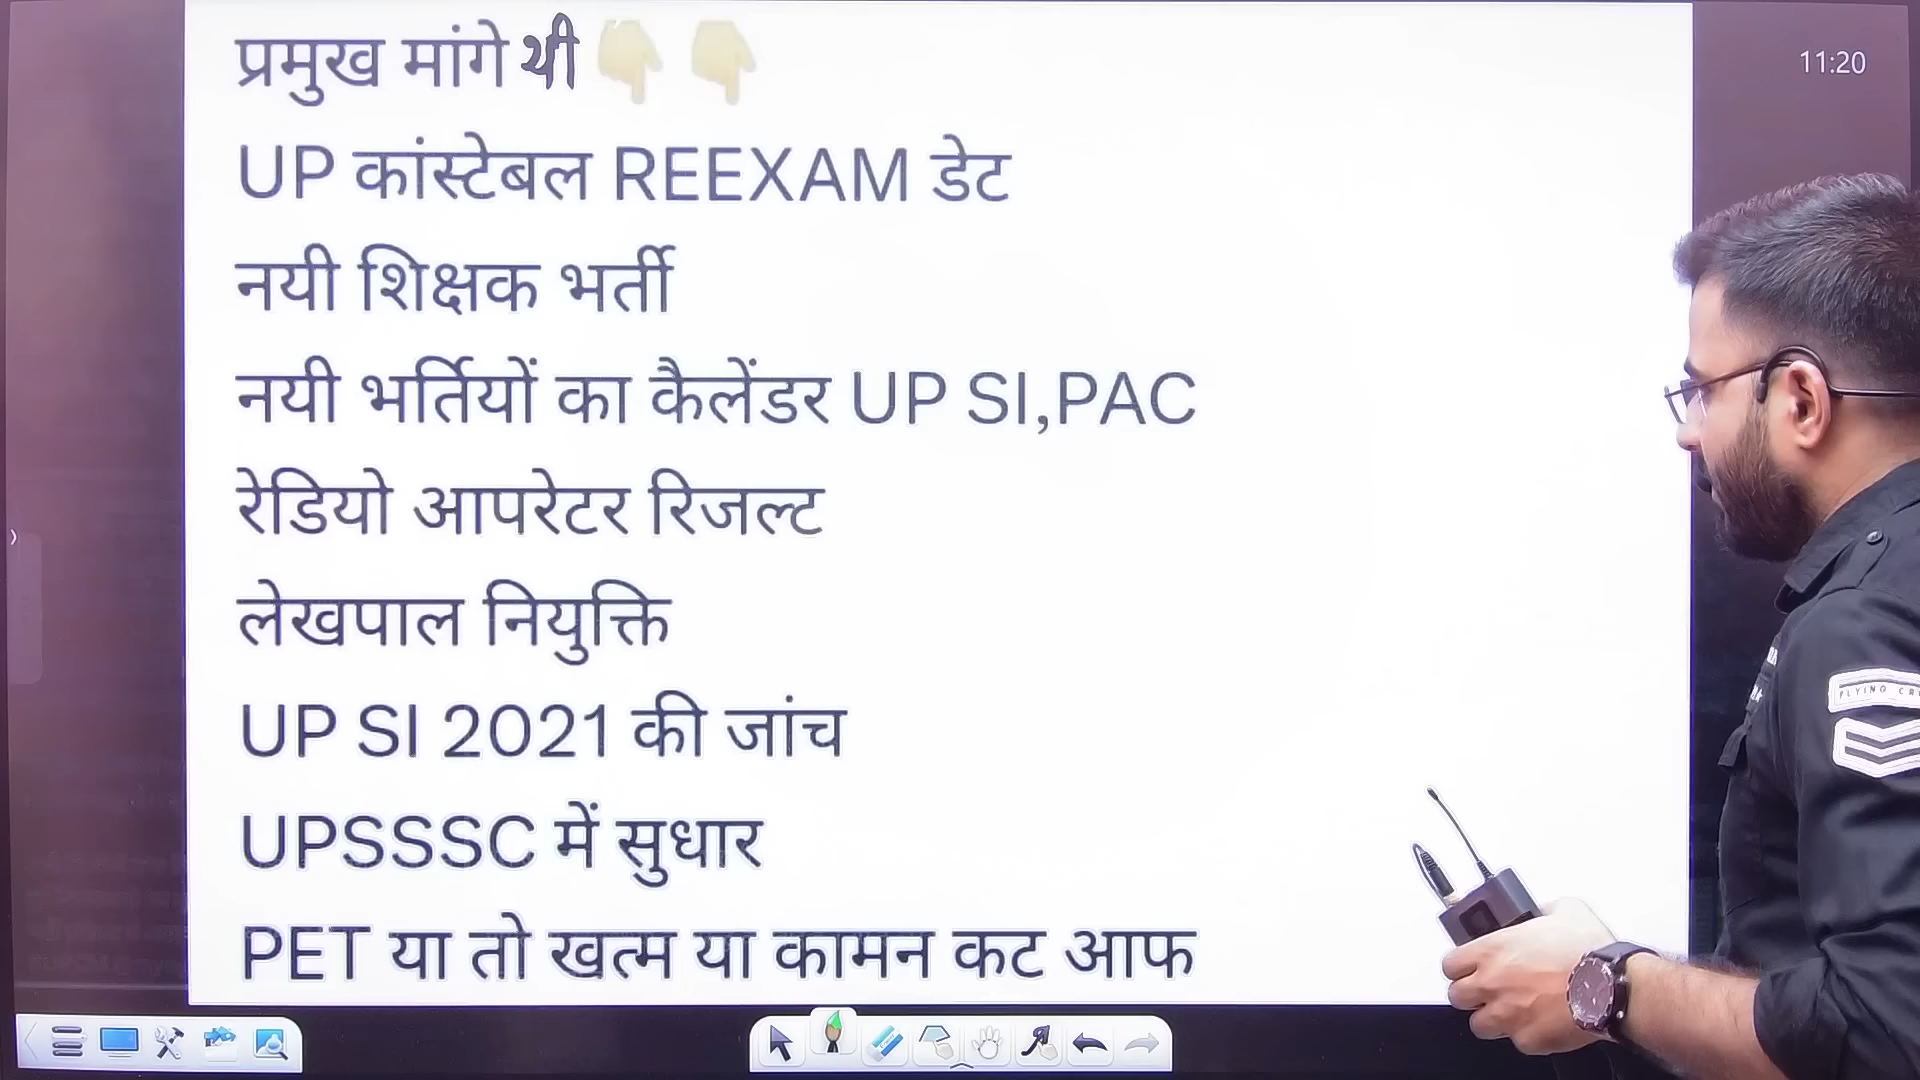 प्रमुख मांगे थी 👇 👇
11:20
UP कांस्टेबल REEXAM डेट
नयी शिक्षक भर्ती
नयी भर्तियों का कैलेंडर UP SI,PAC
रेडियो आपरेटर रिजल्ट
लेखपाल नियुक्ति
UP SI 2021 की जांच
UPSSSC में सुधार
PET या तो खत्म या कामन कट आफ
FLYING